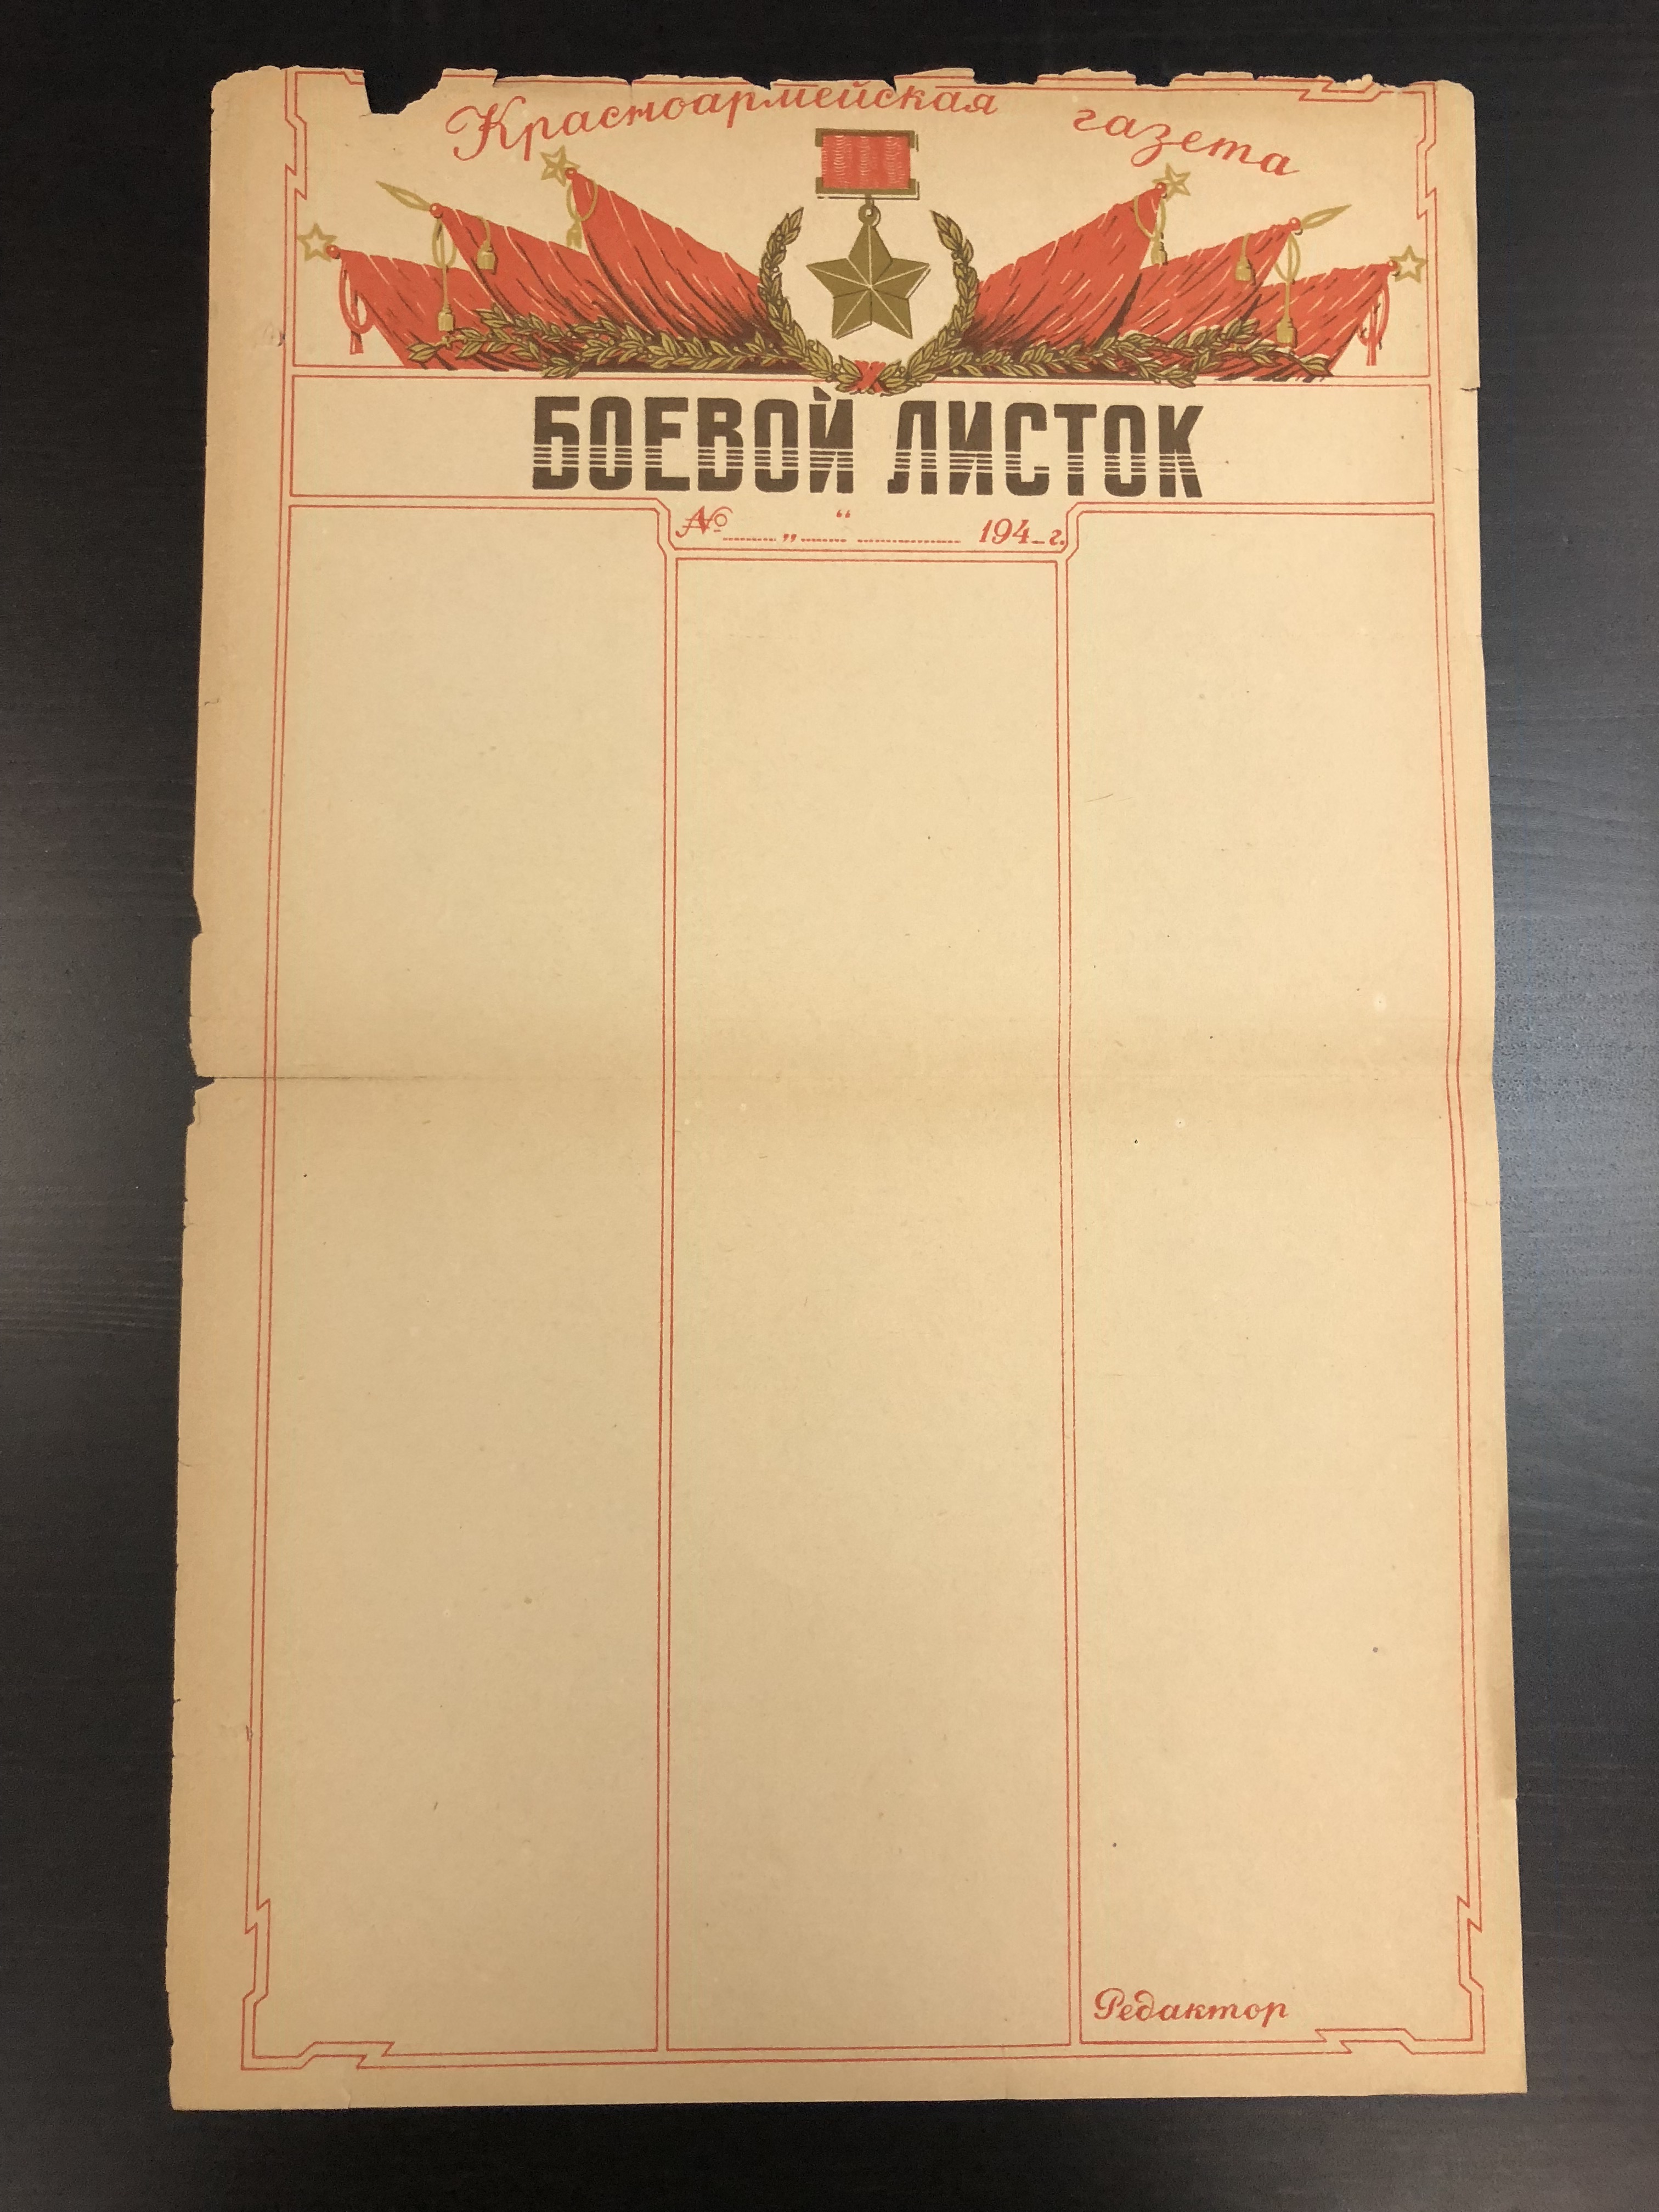 Красноармейская газета
БОЕВОЙ ЛИСТОК
№ „ “ 194 г.
Редактор